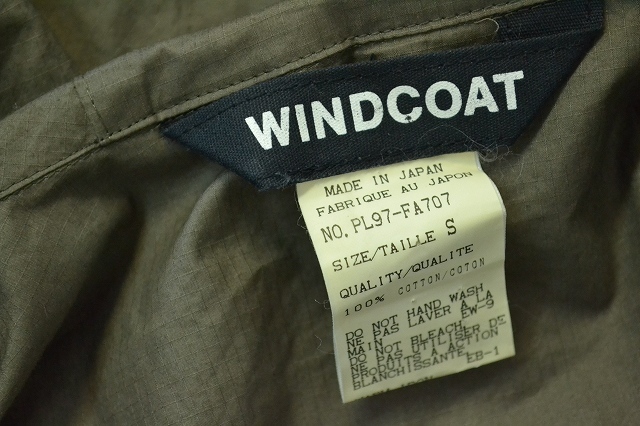 WINDCOAT
MADE IN JAPAN
FABRIQUE AU JAPON
NO. PL97-FA707
SIZE/TAILLE S
QUALITY/QUALITE
100% COTTON/COTON
DO NOT HAND WASH
NE PAS LAVER A LA
MAIN EW-9
DO NOT BLEACH.
NE PAS UTILISER DE
PRODUITS A ACTION
BLANCHISSANTE EB-1